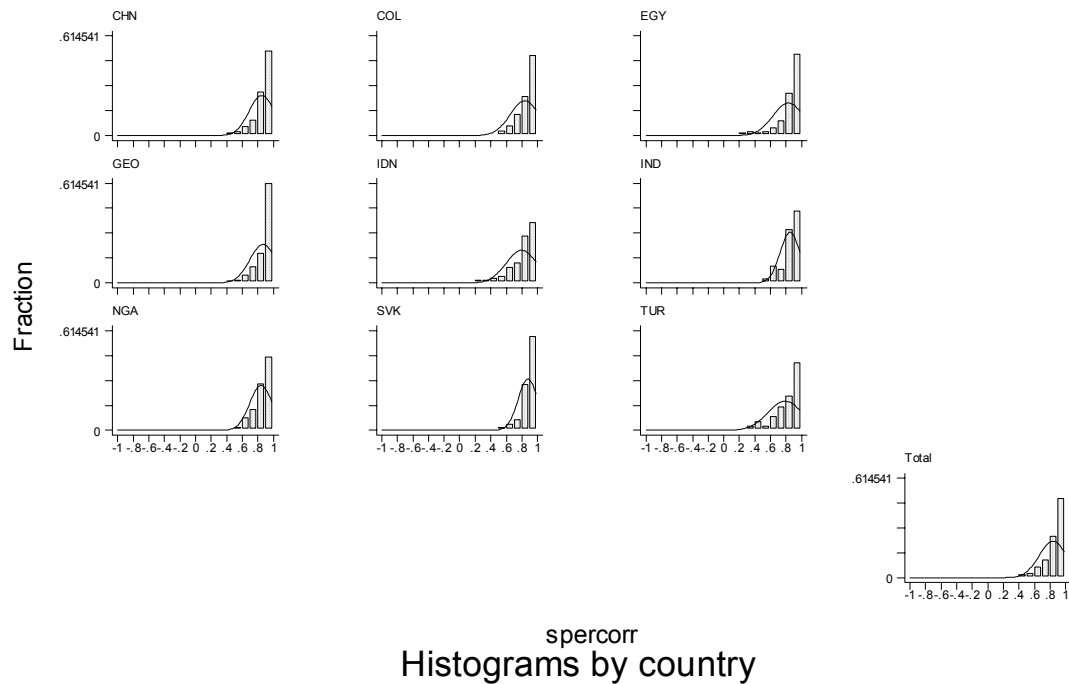 CHN COL EGY
.614541
0
GEO IDN IND
.614541
0
NGA SVK TUR
.614541
0
-1 -.8-.6-.4-.2 0 .2 .4 .6 .8 1 -1 -.8-.6-.4-.2 0 .2 .4 .6 .8 1 -1 -.8-.6-.4-.2 0 .2 .4 .6 .8 1
Fraction
Total
.614541
0
-1 -.8-.6-.4-.2 0 .2 .4 .6 .8 1
spercorr
Histograms by country